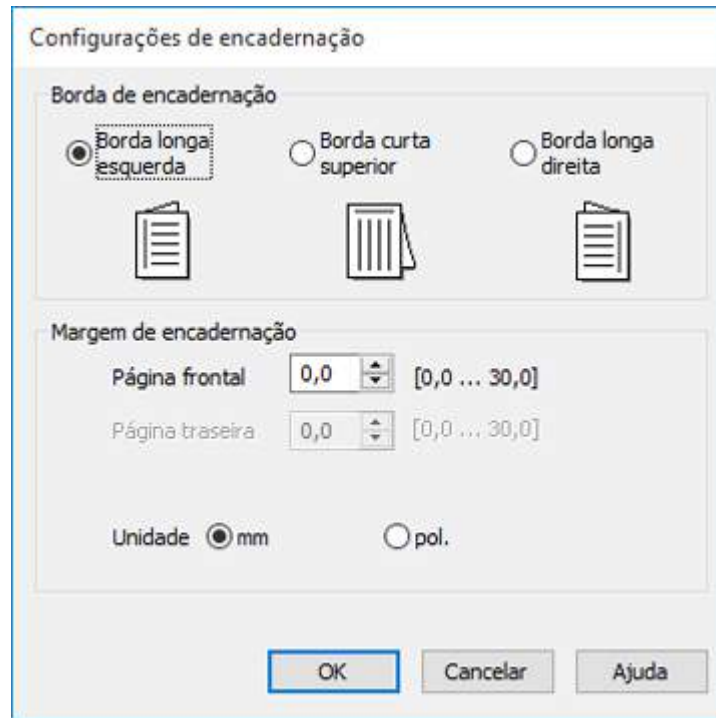 Configurações de encadernação
Borda de encadernação
Borda longa
esquerda
Borda curta
superior
Borda longa
direita
Margem de encadernação
Página frontal 0,0 [0,0 ... 30,0]
Página traseira 0,0 [0,0 ... 30,0]
Unidade mm pol.
OK Cancelar Ajuda